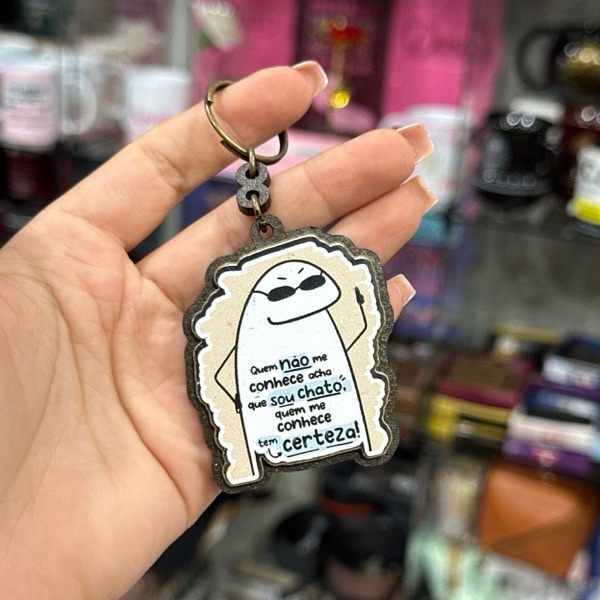 Quem não me
conhece acha
que sou chato,
quem me
conhece
tem certeza!